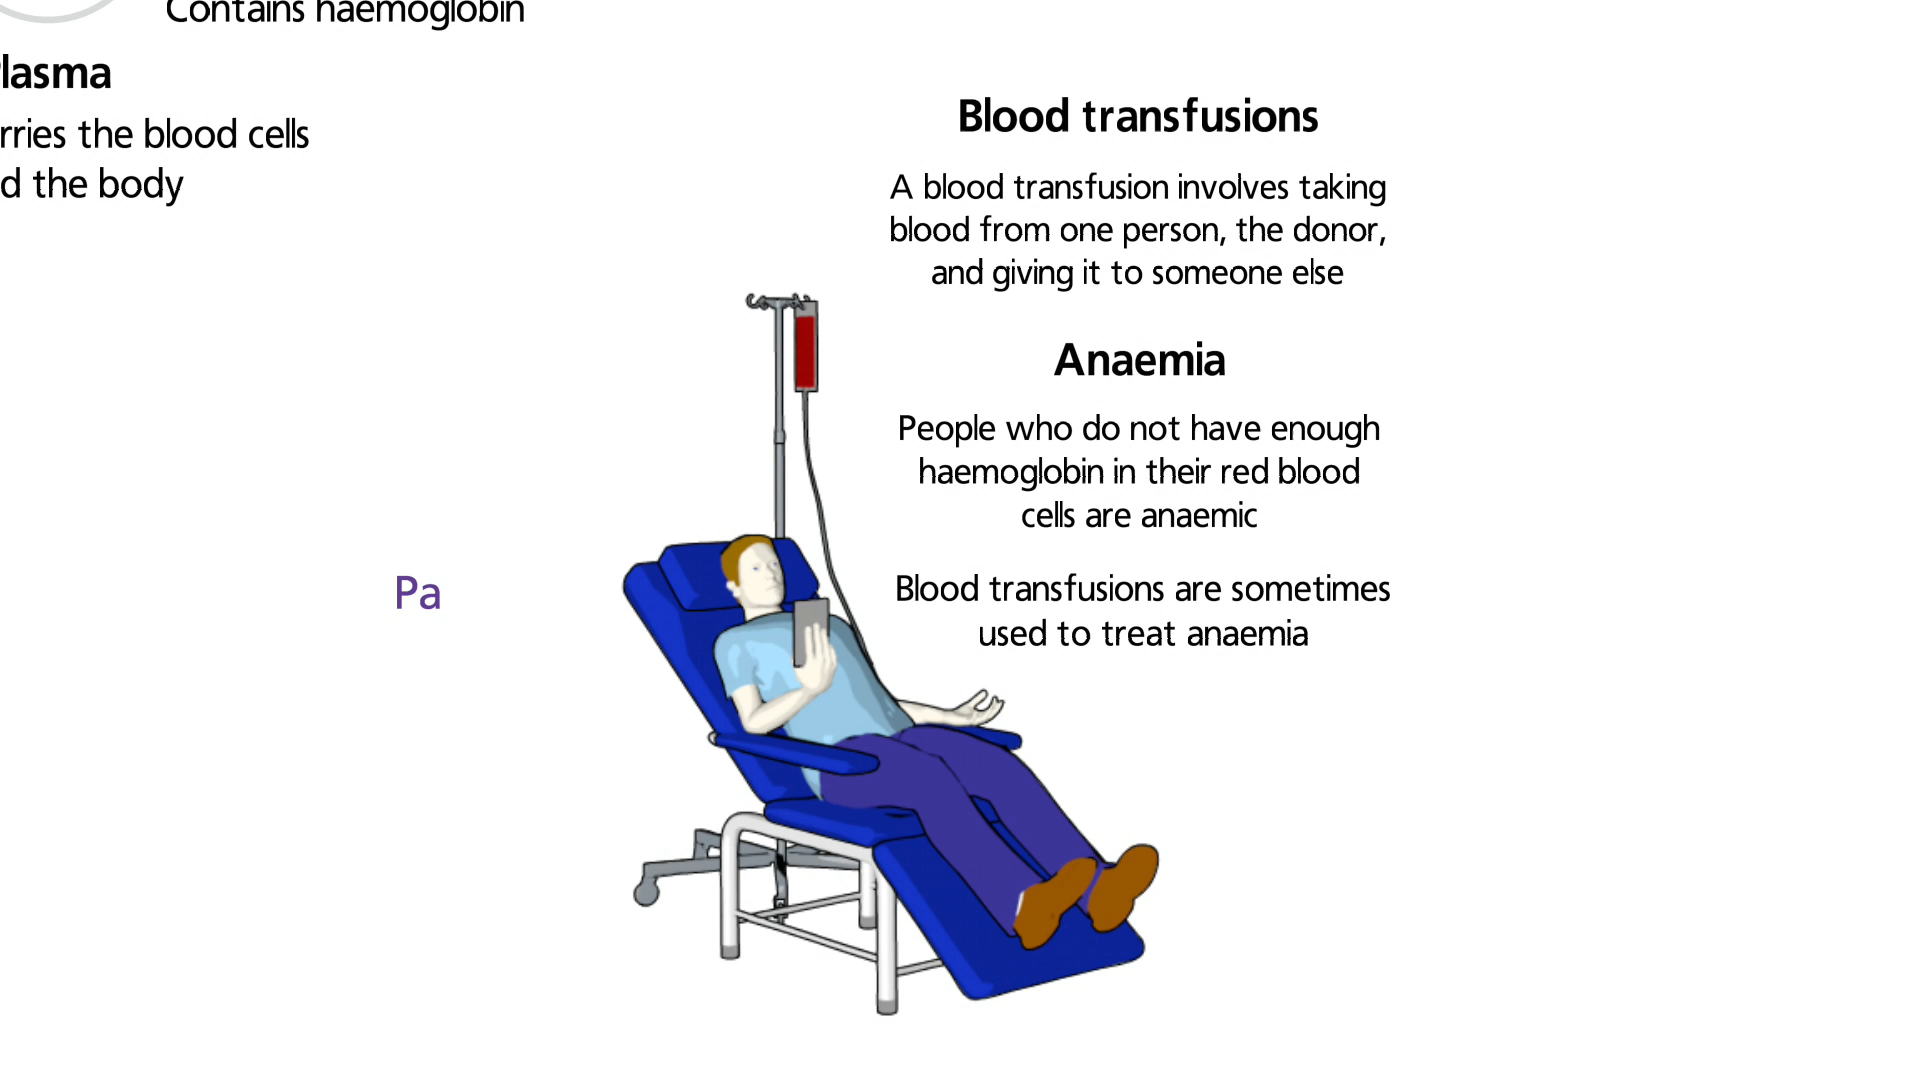 Contains haemoglobin
lasma
rries the blood cells
d the body
Blood transfusions
A blood transfusion involves taking
blood from one person, the donor,
and giving it to someone else
Anaemia
People who do not have enough
haemoglobin in their red blood
cells are anaemic
Blood transfusions are sometimes
used to treat anaemia
Pa